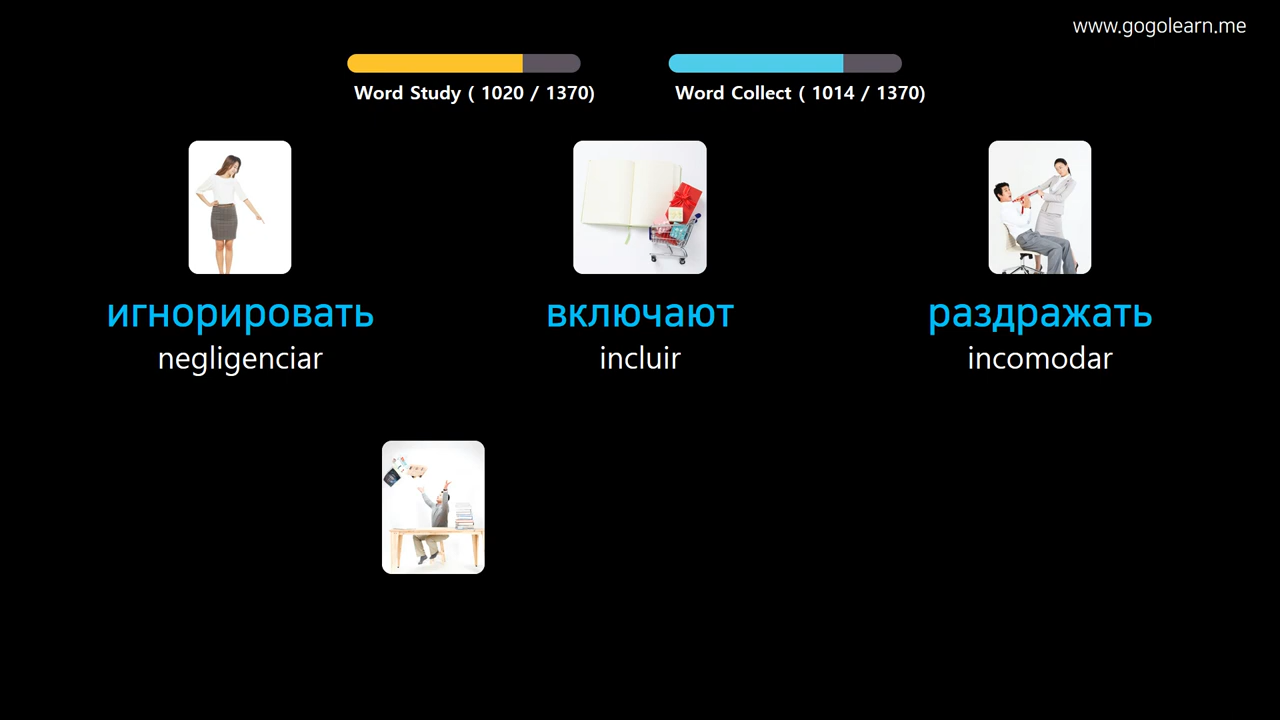 www.gogolearn.me
Word Study ( 1020 / 1370)
Word Collect ( 1014 / 1370)
игнорировать
negligenciar
включают
incluir
раздражать
incomodar